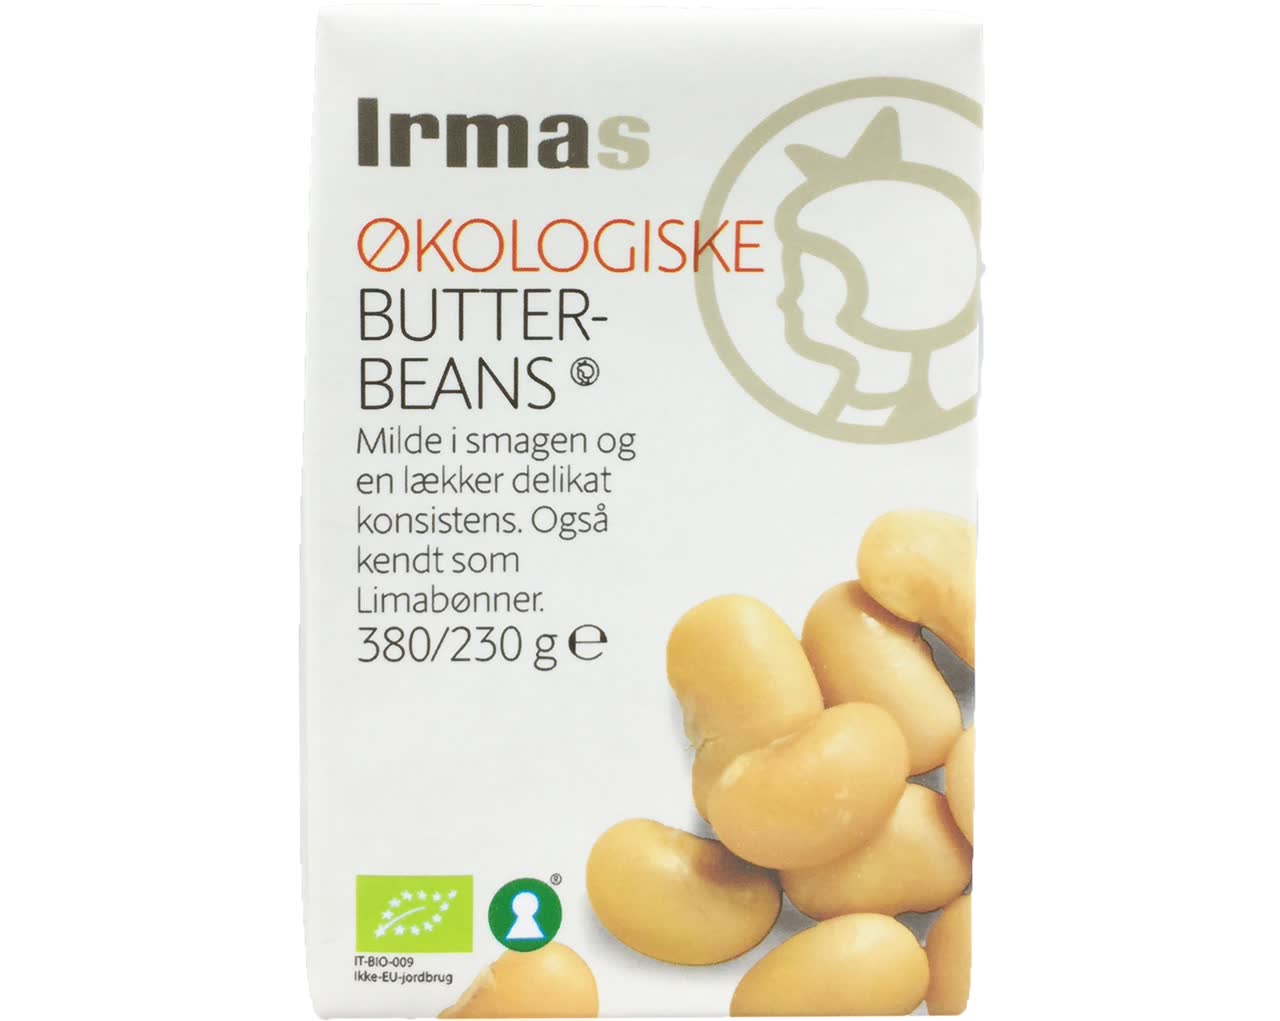 Irmas
ØKOLOGISKE
BUTTER-
BEANS
Milde i smagen og
en lækker delikat
konsistens. Også
kendt som
Limabønner.
380/230 g ℮
®
IT-BIO-009
Ikke-EU-jordbrug